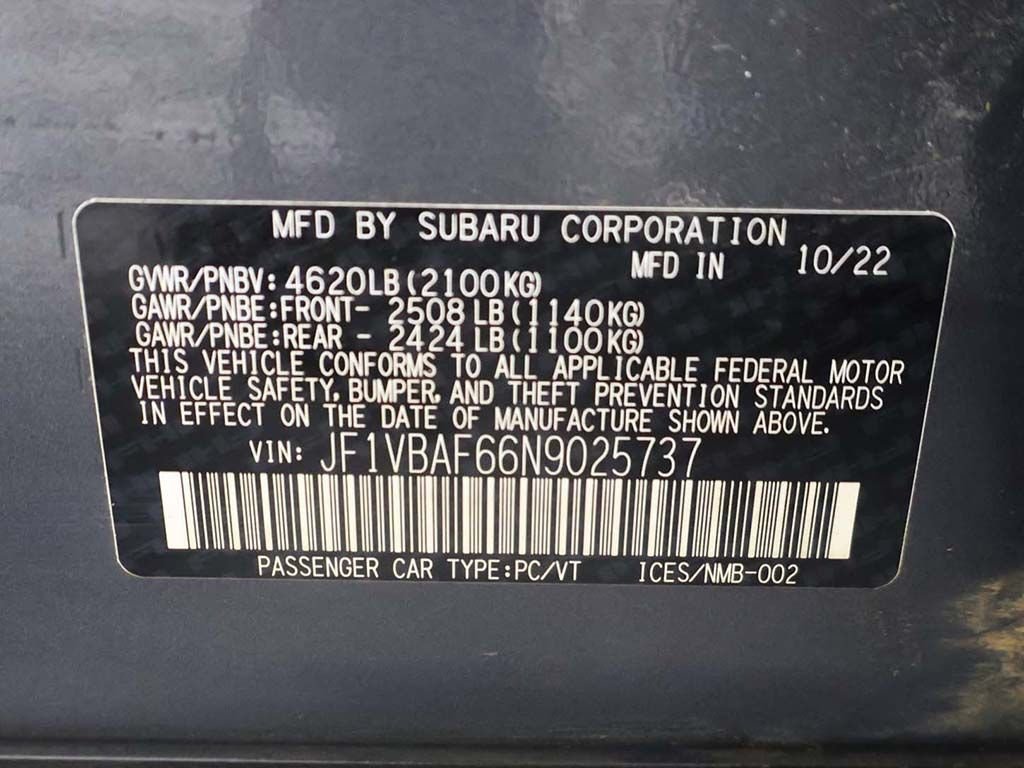 MFD BY SUBARU CORPORATION
MFD IN 10/22
GVWR/PNBV: 4620LB(2100KG)
GAWR/PNBE:FRONT- 2508LB(1140KG)
GAWR/PNBE:REAR - 2424LB(1100KG)
THIS VEHICLE CONFORMS TO ALL APPLICABLE FEDERAL MOTOR
VEHICLE SAFETY, BUMPER, AND THEFT PREVENTION STANDARDS
IN EFFECT ON THE DATE OF MANUFACTURE SHOWN ABOVE.
VIN: JF1VBAF66N9025737
PASSENGER CAR TYPE:PC/VT ICES/NMB-002